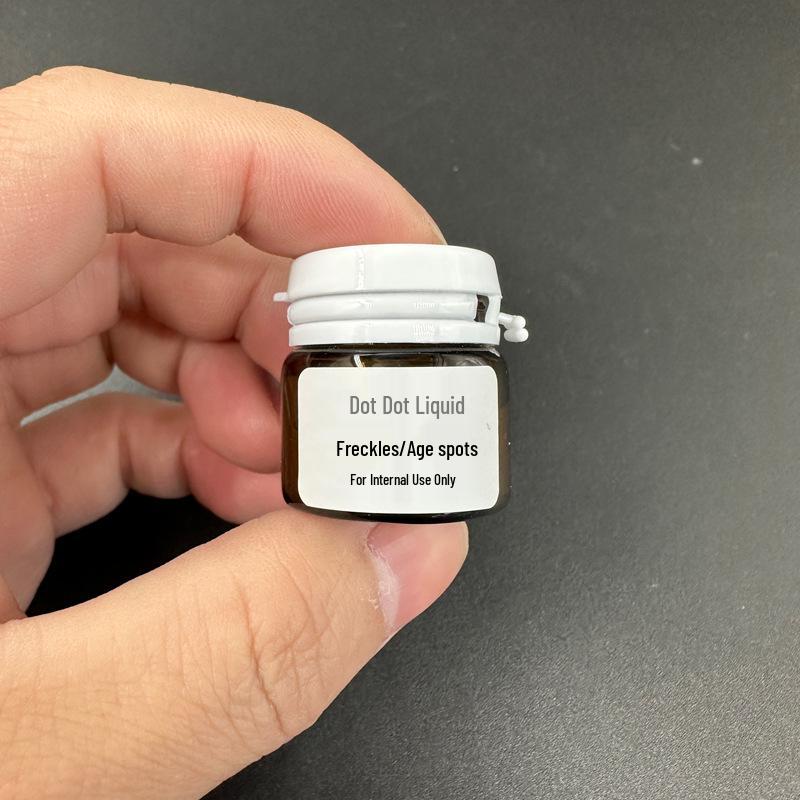 Dot Dot Liquid
Freckles/Age spots
For Internal Use Only